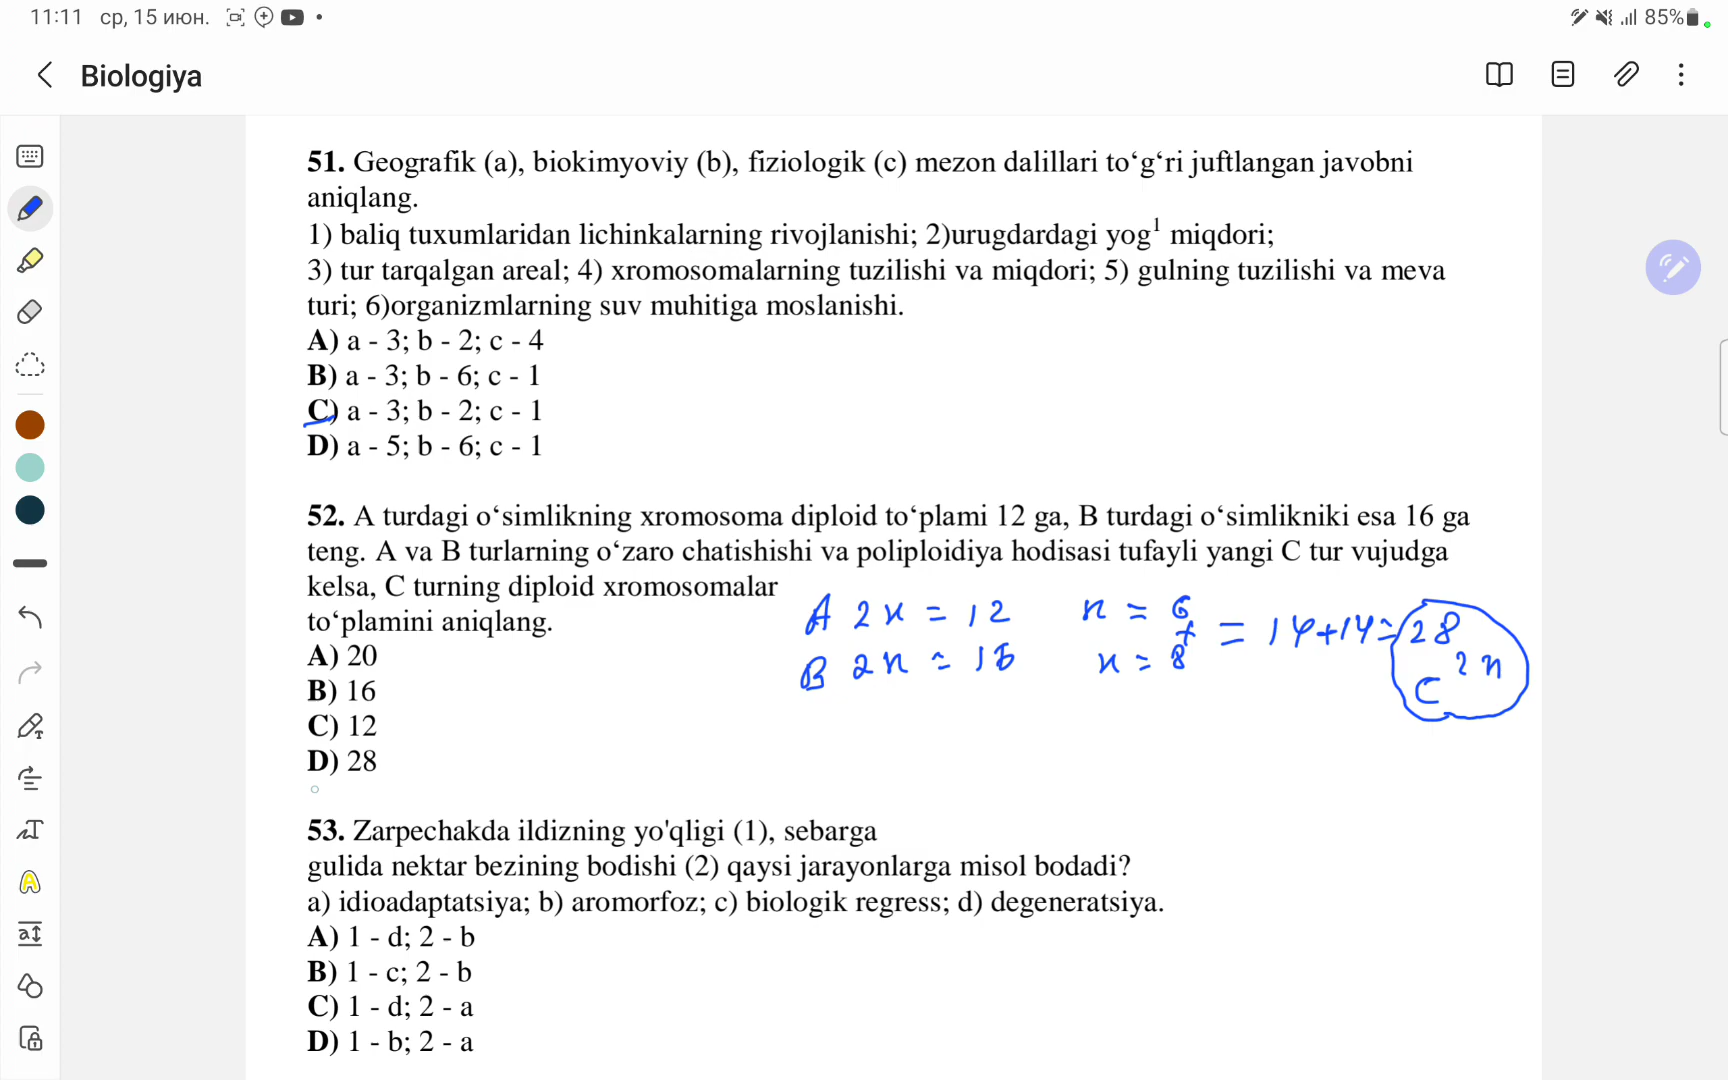 11:11 ср, 15 июн.
85%
Biologiya
51. Geografik (a), biokimyoviy (b), fiziologik (c) mezon dalillari to‘g‘ri juftlangan javobni
aniqlang.
1) baliq tuxumlaridan lichinkalarning rivojlanishi; 2)urugdardagi yog¹ miqdori;
3) tur tarqalgan areal; 4) xromosomalarning tuzilishi va miqdori; 5) gulning tuzilishi va meva
turi; 6)organizmlarning suv muhitiga moslanishi.
A) a - 3; b - 2; c - 4
B) a - 3; b - 6; c - 1
C) a - 3; b - 2; c - 1
D) a - 5; b - 6; c - 1
52. A turdagi o‘simlikning xromosoma diploid to‘plami 12 ga, B turdagi o‘simlikniki esa 16 ga
teng. A va B turlarning o‘zaro chatishishi va poliploidiya hodisasi tufayli yangi C tur vujudga
kelsa, C turning diploid xromosomalar
to‘plamini aniqlang.
A 2n = 12 n = 6
+ = 14+14=28
B 2n = 16 n = 8
2n
C
A) 20
B) 16
C) 12
D) 28
53. Zarpechakda ildizning yo'qligi (1), sebarga
gulida nektar bezining bodishi (2) qaysi jarayonlarga misol bodadi?
a) idioadaptatsiya; b) aromorfoz; c) biologik regress; d) degeneratsiya.
A) 1 - d; 2 - b
B) 1 - c; 2 - b
C) 1 - d; 2 - a
D) 1 - b; 2 - a